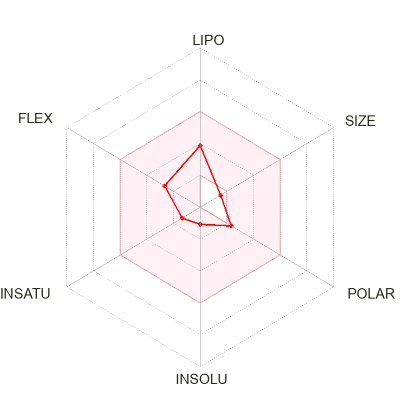 LIPO
FLEX
SIZE
INSATU
POLAR
INSOLU